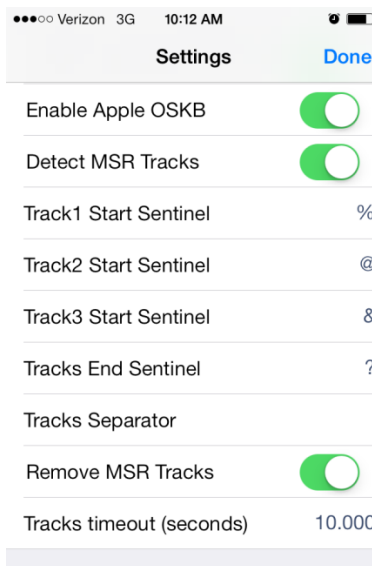 Verizon 3G 10:12 AM
Settings Done
Enable Apple OSKB
Detect MSR Tracks
Track1 Start Sentinel %
Track2 Start Sentinel @
Track3 Start Sentinel &
Tracks End Sentinel ?
Tracks Separator
Remove MSR Tracks
Tracks timeout (seconds) 10.000